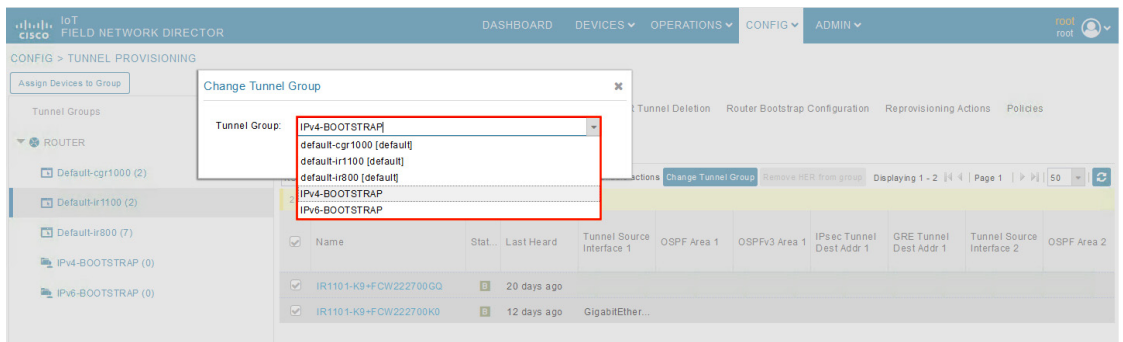 cisco IoT FIELD NETWORK DIRECTOR
DASHBOARD DEVICES OPERATIONS CONFIG ADMIN
root
root
CONFIG > TUNNEL PROVISIONING
Assign Devices to Group
Tunnel Groups
ROUTER
Default-cgr1000 (2)
Default-ir1100 (2)
Default-ir800 (7)
IPv4-BOOTSTRAP (0)
IPv6-BOOTSTRAP (0)
Change Tunnel Group
Tunnel Group: IPv4-BOOTSTRAP
default-cgr1000 [default]
default-ir1100 [default]
default-ir800 [default]
IPv4-BOOTSTRAP
IPv6-BOOTSTRAP
Tunnel Deletion Router Bootstrap Configuration Reprovisioning Actions Policies
actions Change Tunnel Group Remove HER from group Displaying 1 - 2 Page 1 50
Name Stat... Last Heard Tunnel Source Interface 1 OSPF Area 1 OSPFv3 Area 1 IPsec Tunnel Dest Addr 1 GRE Tunnel Dest Addr 1 Tunnel Source Interface 2 OSPF Area 2
IR1101-K9+FCW222700GQ B 20 days ago
IR1101-K9+FCW222700K0 B 12 days ago GigabitEther...